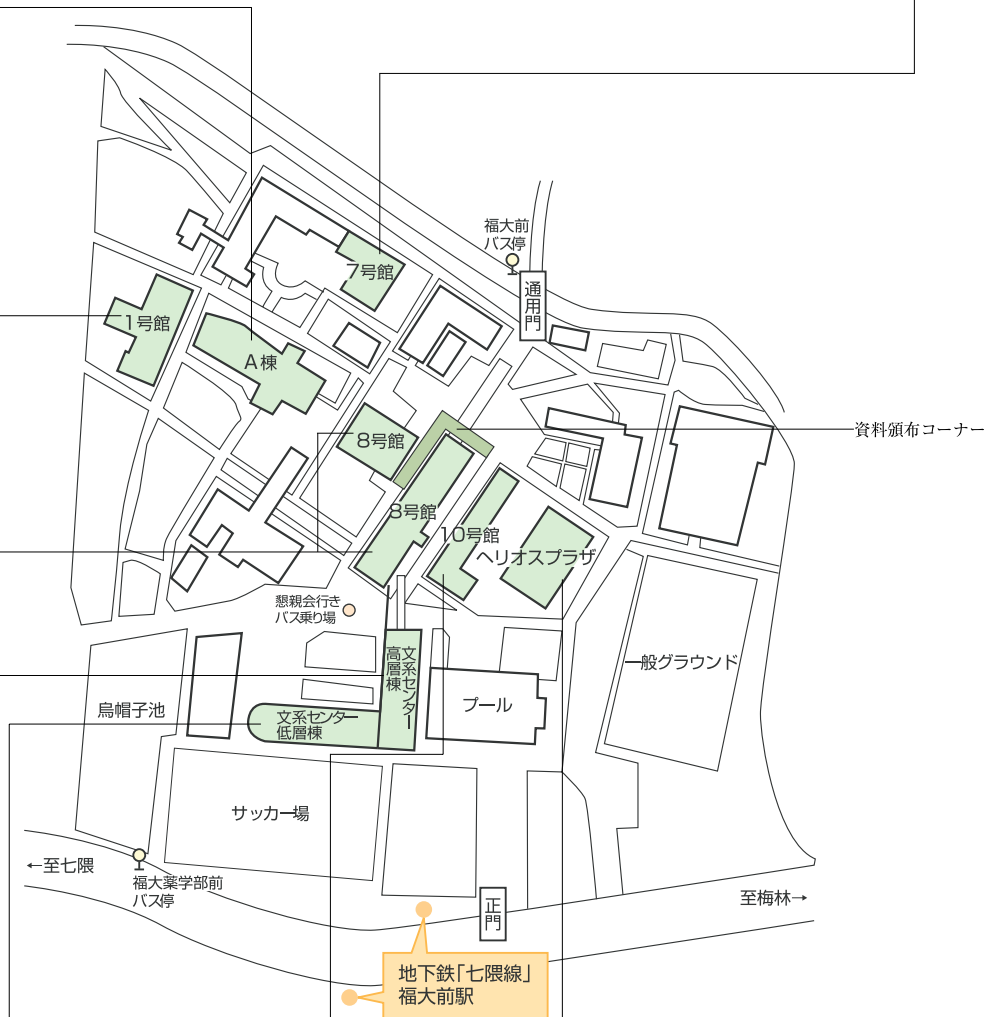 福大前
バス停
通用門
7号館
1号館
A棟
8号館
資料頒布コーナー
8号館
10号館
ヘリオスプラザ
懇親会行き
バス乗り場
文系センター
高層棟
一般グラウンド
烏帽子池
文系センター
低層棟
プール
サッカー場
←至七隈
福大薬学部前
バス停
正門
至梅林→
地下鉄「七隈線」
福大前駅